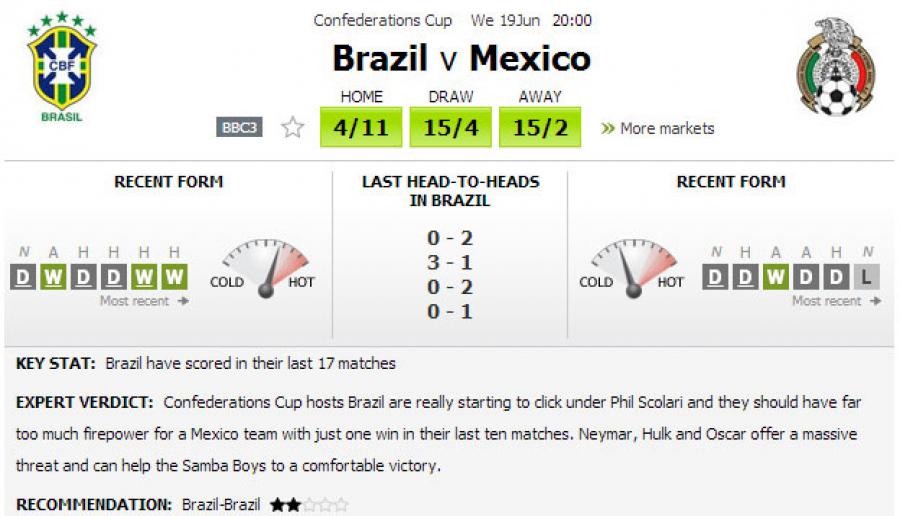 Confederations Cup We 19Jun 20:00
Brazil v Mexico
CBF
BRASIL
HOME DRAW AWAY
BBC3 4/11 15/4 15/2 » More markets
RECENT FORM
LAST HEAD-TO-HEADS
IN BRAZIL
RECENT FORM
N A H H H H
D W D D W W
Most recent →
COLD HOT
0 - 2
3 - 1
0 - 2
0 - 1
COLD HOT
N H A A H N
D D W D D L
Most recent →
KEY STAT: Brazil have scored in their last 17 matches
EXPERT VERDICT: Confederations Cup hosts Brazil are really starting to click under Phil Scolari and they should have far
too much firepower for a Mexico team with just one win in their last ten matches. Neymar, Hulk and Oscar offer a massive
threat and can help the Samba Boys to a comfortable victory.
RECOMMENDATION: Brazil-Brazil ★★☆☆☆